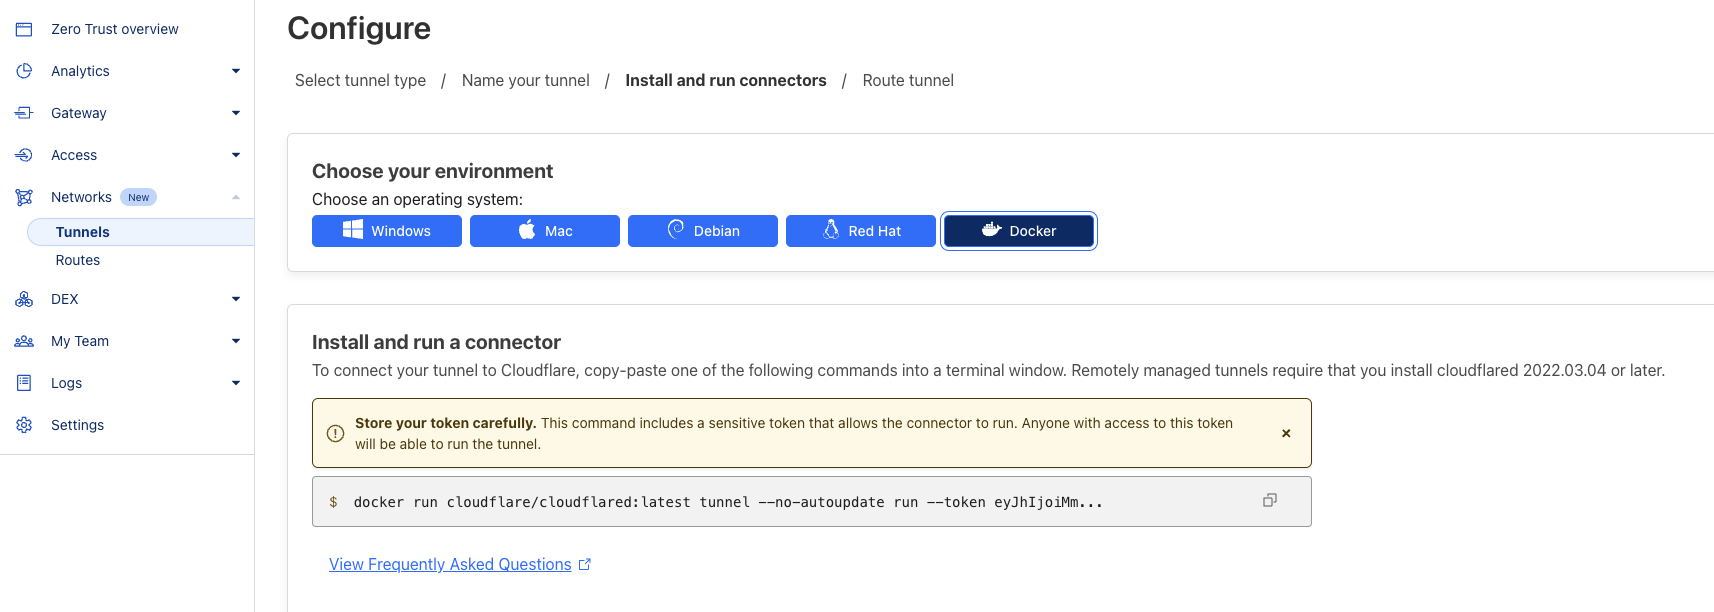 Zero Trust overview
Analytics
Gateway
Access
Networks New
Tunnels
Routes
DEX
My Team
Logs
Settings
Configure
Select tunnel type / Name your tunnel / Install and run connectors / Route tunnel
Choose your environment
Choose an operating system:
Windows Mac Debian Red Hat Docker
Install and run a connector
To connect your tunnel to Cloudflare, copy-paste one of the following commands into a terminal window. Remotely managed tunnels require that you install cloudflared 2022.03.04 or later.
Store your token carefully. This command includes a sensitive token that allows the connector to run. Anyone with access to this token
will be able to run the tunnel.
$ docker run cloudflare/cloudflared:latest tunnel --no-autoupdate run --token eyJhIjoiMm...
View Frequently Asked Questions